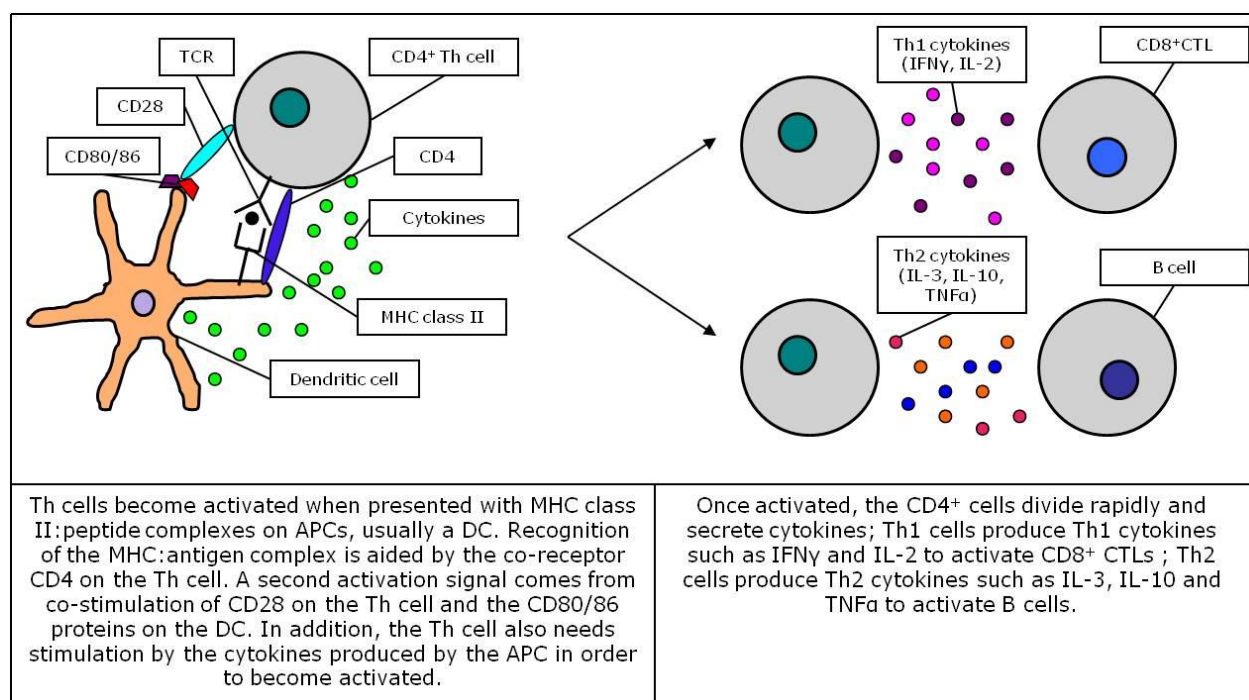 TCR
CD4⁺ Th cell
CD28
CD80/86
CD4
Cytokines
MHC class II
Dendritic cell
Th1 cytokines
(IFNγ, IL-2)
CD8⁺CTL
Th2 cytokines
(IL-3, IL-10,
TNFα)
B cell
Th cells become activated when presented with MHC class
II:peptide complexes on APCs, usually a DC. Recognition
of the MHC:antigen complex is aided by the co-receptor
CD4 on the Th cell. A second activation signal comes from
co-stimulation of CD28 on the Th cell and the CD80/86
proteins on the DC. In addition, the Th cell also needs
stimulation by the cytokines produced by the APC in order
to become activated.
Once activated, the CD4⁺ cells divide rapidly and
secrete cytokines; Th1 cells produce Th1 cytokines
such as IFNγ and IL-2 to activate CD8⁺ CTLs ; Th2
cells produce Th2 cytokines such as IL-3, IL-10 and
TNFα to activate B cells.